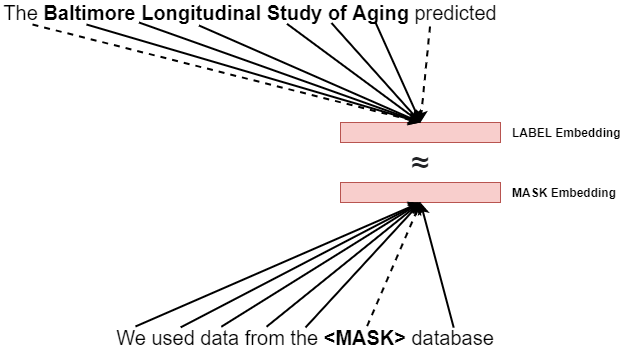 The Baltimore Longitudinal Study of Aging predicted
LABEL Embedding
≈
MASK Embedding
We used data from the <MASK> database